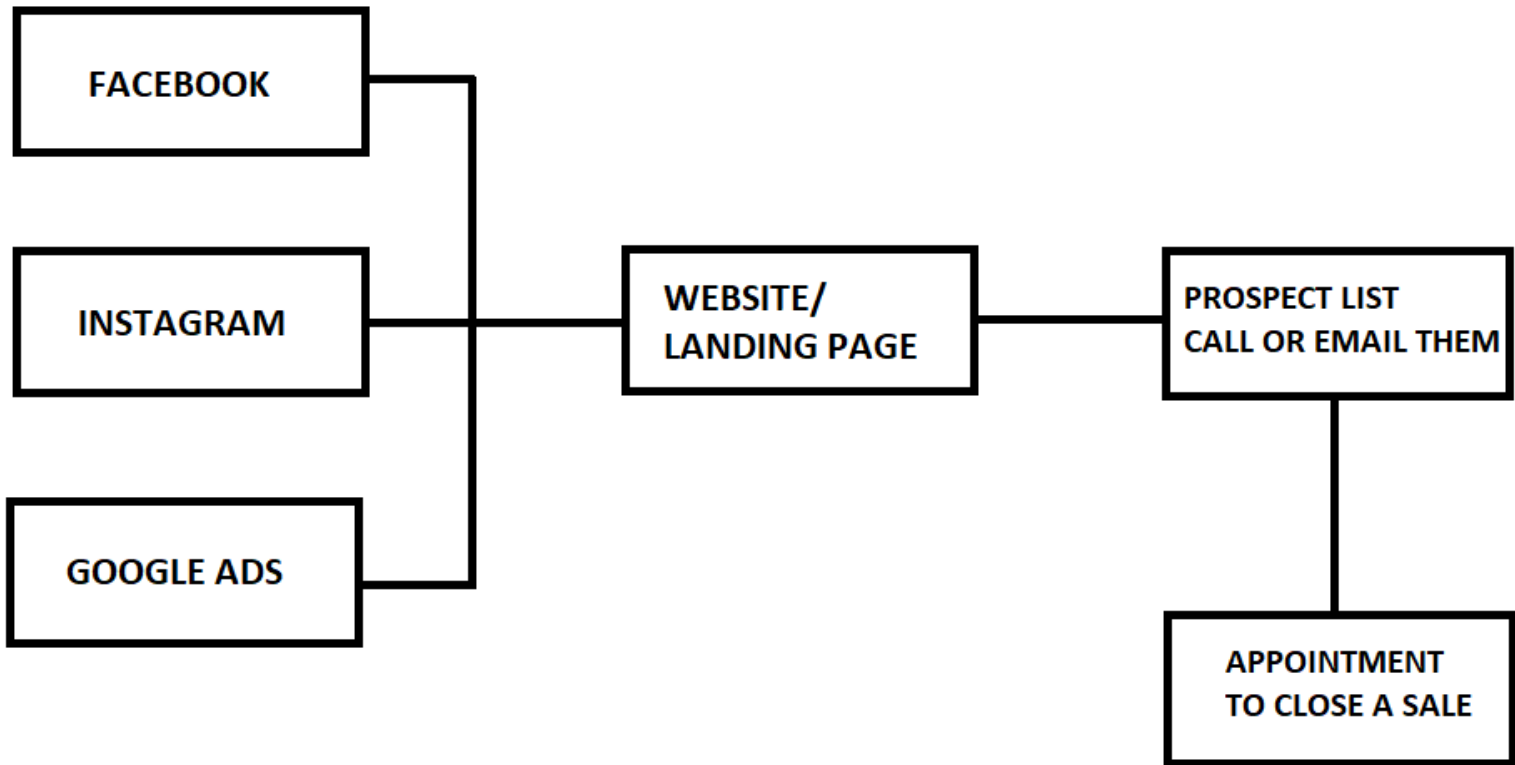 FACEBOOK
INSTAGRAM
GOOGLE ADS
WEBSITE/
LANDING PAGE
PROSPECT LIST
CALL OR EMAIL THEM
APPOINTMENT
TO CLOSE A SALE